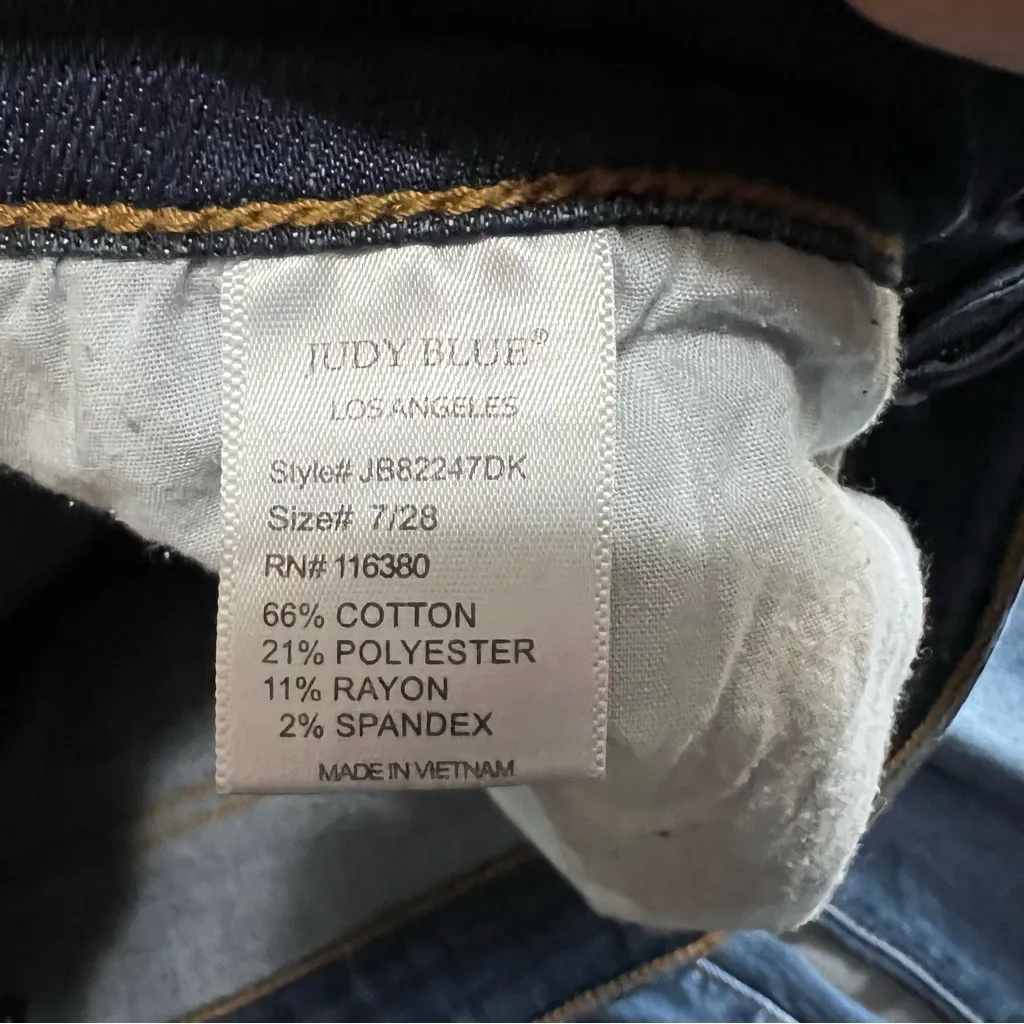 JUDY BLUE®
LOS ANGELES
Style# JB82247DK
Size# 7/28
RN# 116380
66% COTTON
21% POLYESTER
11% RAYON
2% SPANDEX
MADE IN VIETNAM